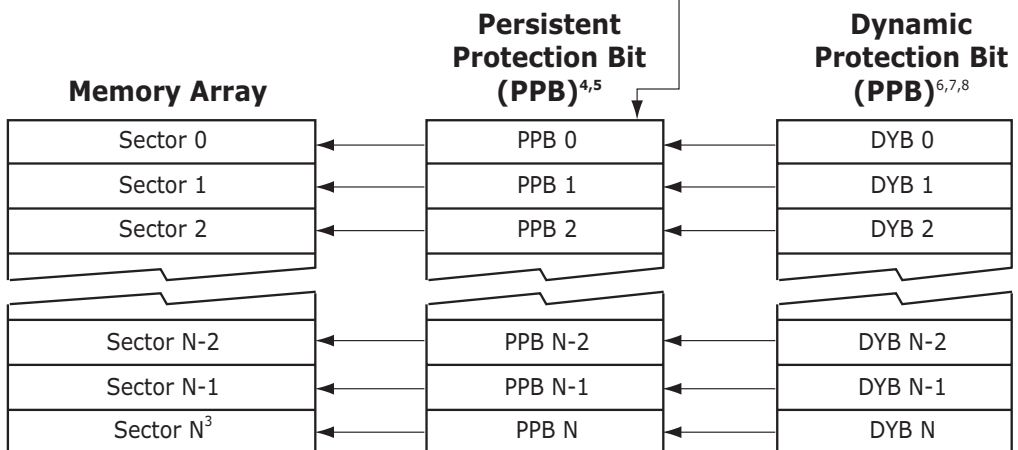 Persistent
Protection Bit
(PPB)4,5
Dynamic
Protection Bit
(PPB)6,7,8
Memory Array
Sector 0
PPB 0
DYB 0
Sector 1
PPB 1
DYB 1
Sector 2
PPB 2
DYB 2
Sector N-2
PPB N-2
DYB N-2
Sector N-1
PPB N-1
DYB N-1
Sector N3
PPB N
DYB N